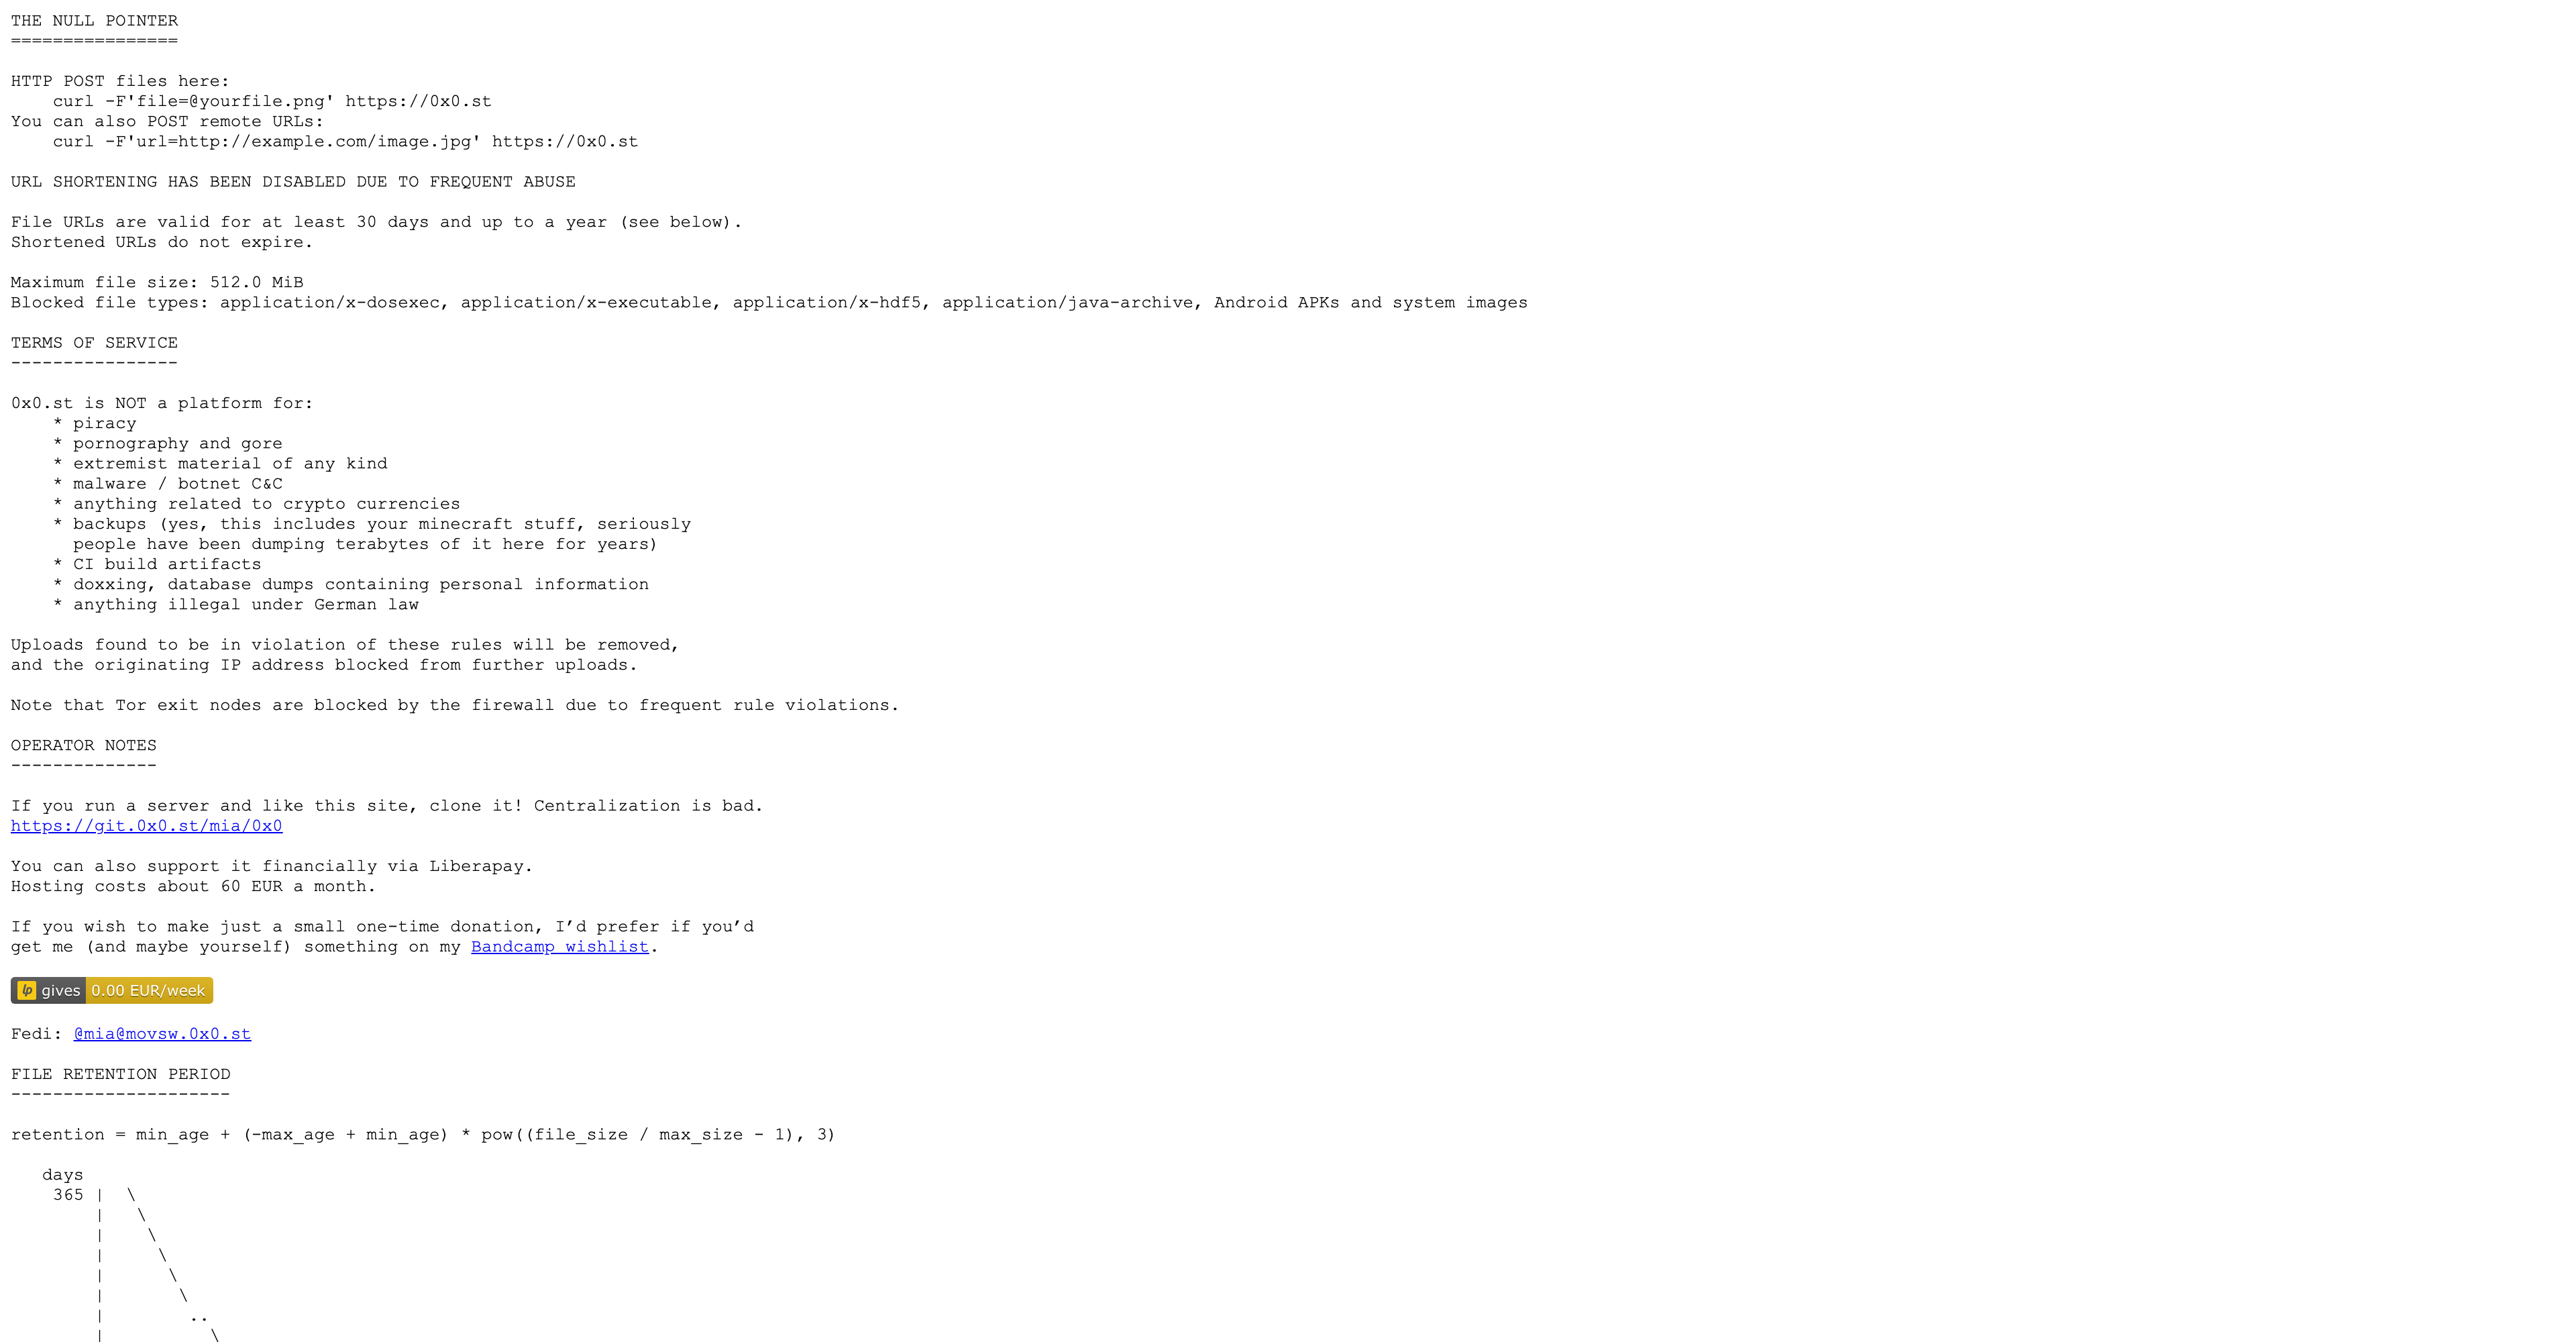 THE NULL POINTER
================
HTTP POST files here:
    curl -F'file=@yourfile.png' https://0x0.st
You can also POST remote URLs:
    curl -F'url=http://example.com/image.jpg' https://0x0.st
URL SHORTENING HAS BEEN DISABLED DUE TO FREQUENT ABUSE
File URLs are valid for at least 30 days and up to a year (see below).
Shortened URLs do not expire.
Maximum file size: 512.0 MiB
Blocked file types: application/x-dosexec, application/x-executable, application/x-hdf5, application/java-archive, Android APKs and system images
TERMS OF SERVICE
----------------
0x0.st is NOT a platform for:
    * piracy
    * pornography and gore
    * extremist material of any kind
    * malware / botnet C&C
    * anything related to crypto currencies
    * backups (yes, this includes your minecraft stuff, seriously
      people have been dumping terabytes of it here for years)
    * CI build artifacts
    * doxxing, database dumps containing personal information
    * anything illegal under German law
Uploads found to be in violation of these rules will be removed,
and the originating IP address blocked from further uploads.
Note that Tor exit nodes are blocked by the firewall due to frequent rule violations.
OPERATOR NOTES
--------------
If you run a server and like this site, clone it! Centralization is bad.
https://git.0x0.st/mia/0x0
You can also support it financially via Liberapay.
Hosting costs about 60 EUR a month.
If you wish to make just a small one-time donation, I’d prefer if you’d
get me (and maybe yourself) something on my Bandcamp wishlist.
lp gives 0.00 EUR/week
Fedi: @mia@movsw.0x0.st
FILE RETENTION PERIOD
---------------------
retention = min_age + (-max_age + min_age) * pow((file_size / max_size - 1), 3)
   days
    365 |  \
        |   \
        |    \
        |     \
        |      \
        |       \
        |        ..
        |          \